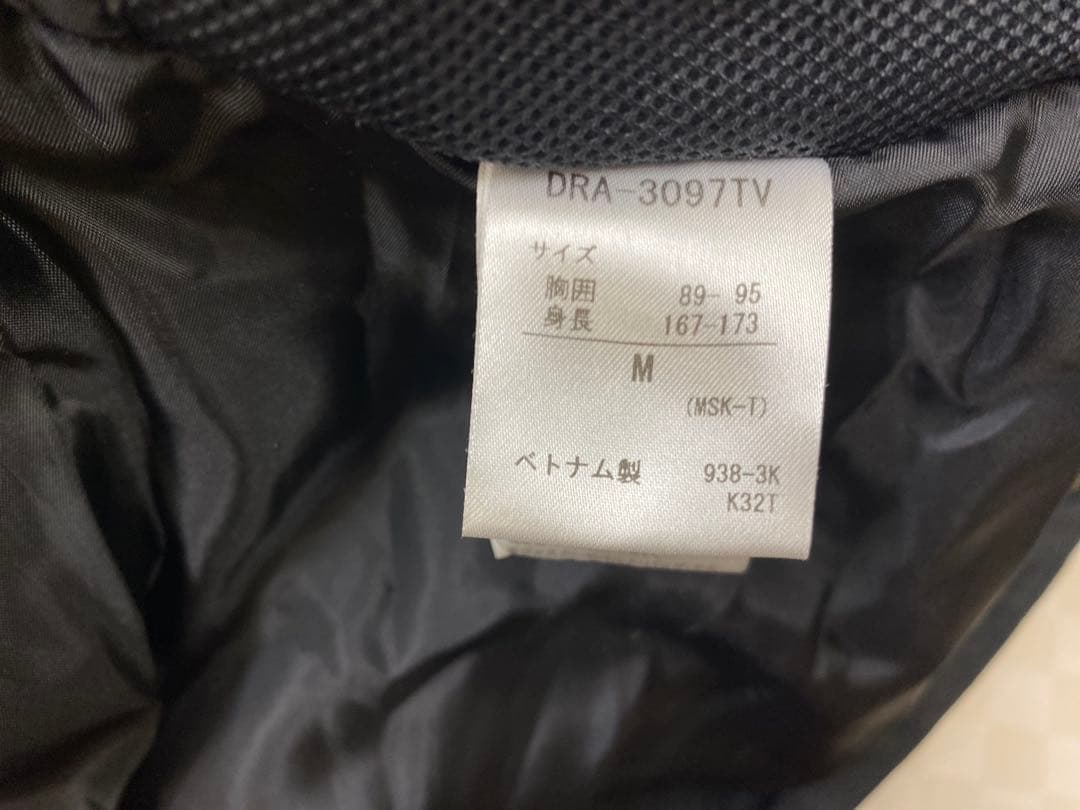 DRA-3097TV
サイズ
胸囲 89- 95
身長 167-173
M
(MSK-T)
ベトナム製 938-3K
K32T